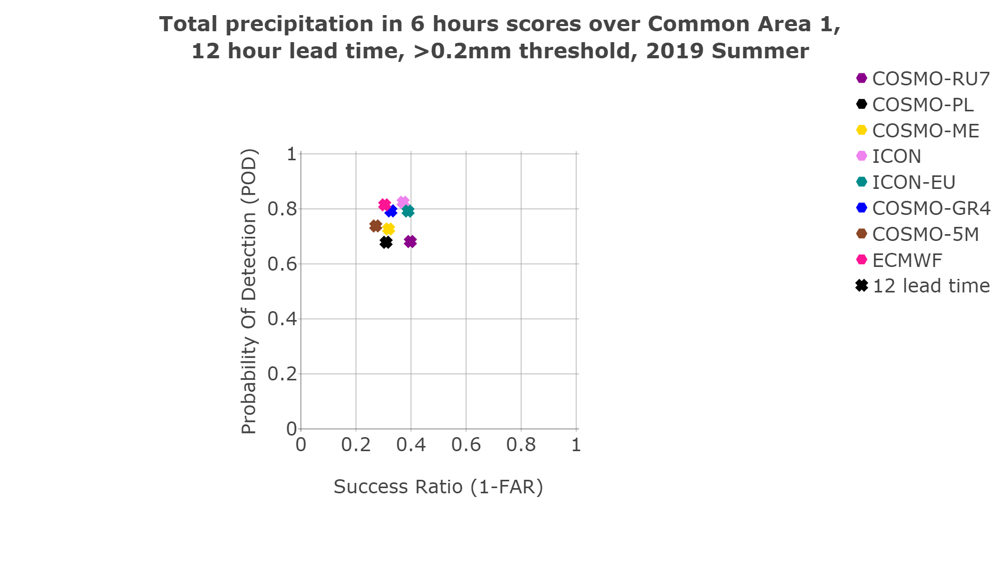 Total precipitation in 6 hours scores over Common Area 1,
12 hour lead time, >0.2mm threshold, 2019 Summer
COSMO-RU7
COSMO-PL
COSMO-ME
ICON
ICON-EU
COSMO-GR4
COSMO-5M
ECMWF
12 lead time
Probability Of Detection (POD)
1
0.8
0.6
0.4
0.2
0
0 0.2 0.4 0.6 0.8 1
Success Ratio (1-FAR)